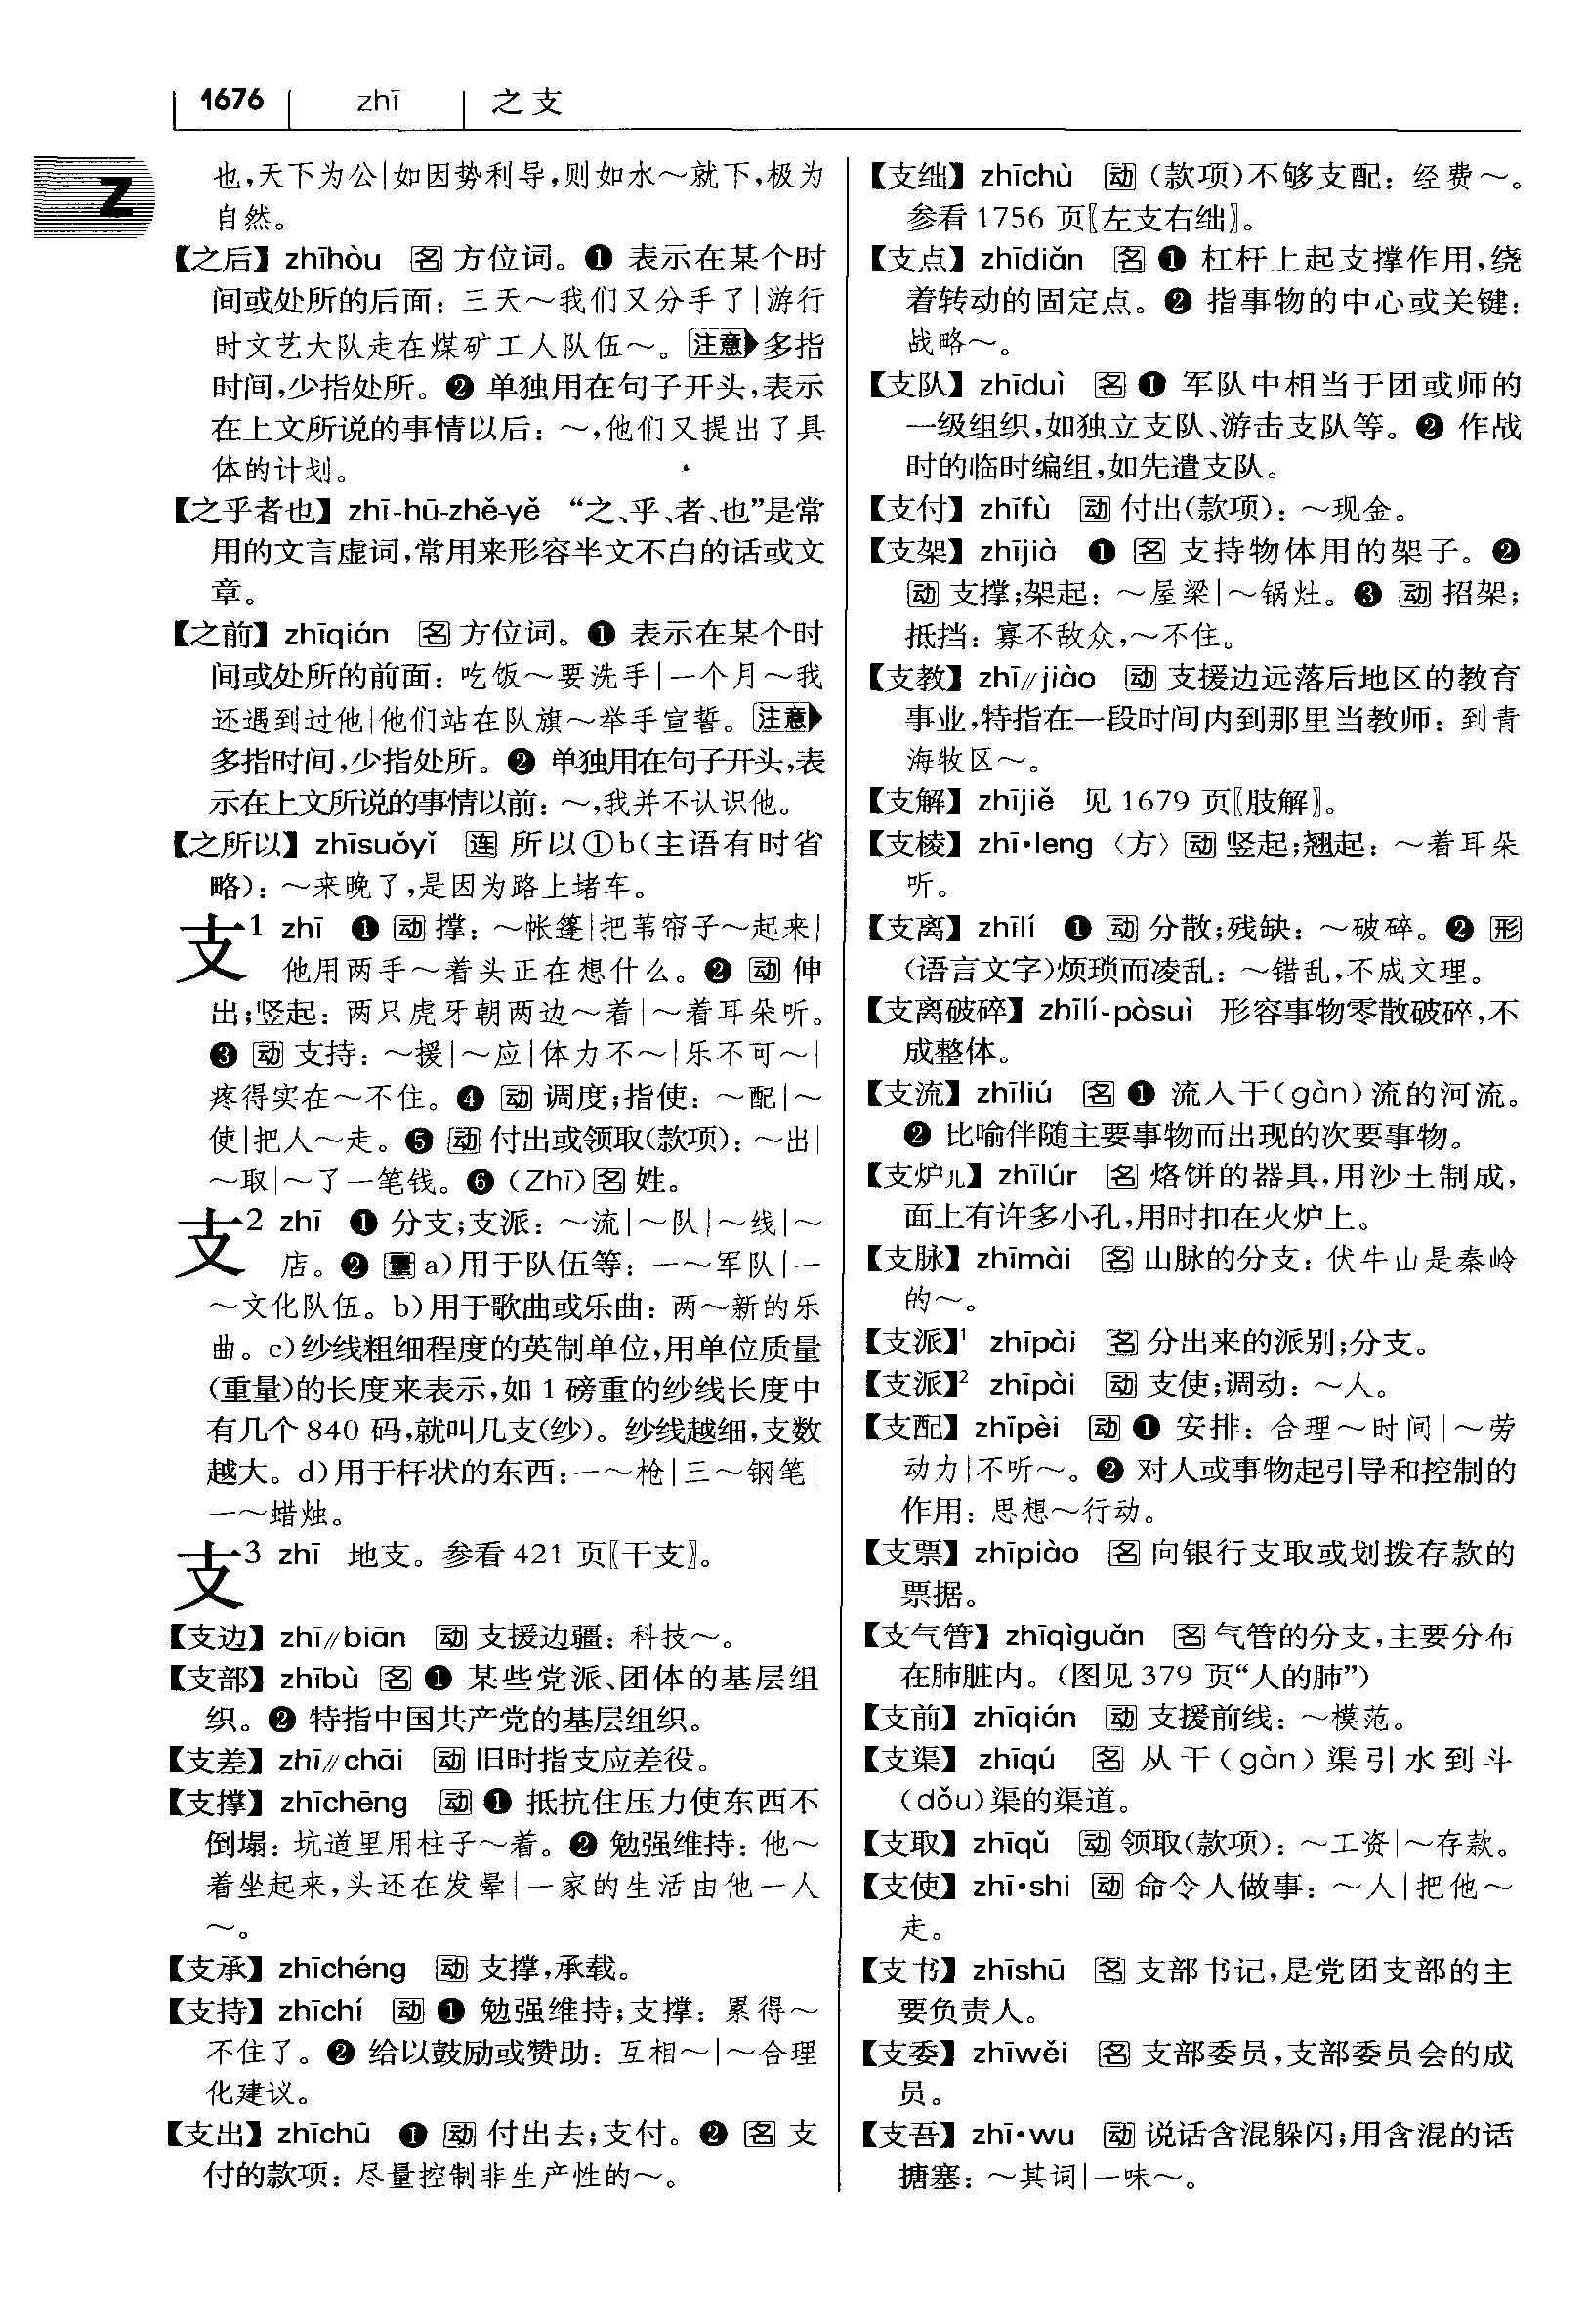 1676 zhī 之支
Z
也,天下为公|如因势利导,则如水～就下,极为
自然。
【之后】 zhīhòu 名 方位词。❶ 表示在某个时
间或处所的后面：三天～我们又分手了|游行
时文艺大队走在煤矿工人队伍～。注意 多指
时间,少指处所。❷ 单独用在句子开头,表示
在上文所说的事情以后：～,他们又提出了具
体的计划。
【之乎者也】 zhī-hū-zhě-yě “之、乎、者、也”是常
用的文言虚词,常用来形容半文不白的话或文
章。
【之前】 zhīqián 名 方位词。❶ 表示在某个时
间或处所的前面：吃饭～要洗手|一个月～我
还遇到过他|他们站在队旗～举手宣誓。注意
多指时间,少指处所。❷ 单独用在句子开头,表
示在上文所说的事情以前：～,我并不认识他。
【之所以】 zhīsuǒyǐ 连 所以①b(主语有时省
略)：～来晚了,是因为路上堵车。
支1 zhī ❶ 动 撑：～帐篷|把苇帘子～起来|
他用两手～着头正在想什么。❷ 动 伸
出;竖起：两只虎牙朝两边～着|～着耳朵听。
❸ 动 支持：～援|～应|体力不～|乐不可～|
疼得实在～不住。❹ 动 调度;指使：～配|～
使|把人～走。❺ 动 付出或领取(款项)：～出|
～取|～了一笔钱。❻ (Zhī) 名 姓。
支2 zhī ❶ 分支;支派：～流|～队|～线|～
店。❷ 量 a)用于队伍等：一～军队|一
～文化队伍。b)用于歌曲或乐曲：两～新的乐
曲。c)纱线粗细程度的英制单位,用单位质量
(重量)的长度来表示,如 1 磅重的纱线长度中
有几个 840 码,就叫几支(纱)。纱线越细,支数
越大。d)用于杆状的东西:一～枪|三～钢笔|
一～蜡烛。
支3 zhī 地支。参看 421 页〖干支〗。
【支边】 zhī//biān 动 支援边疆：科技～。
【支部】 zhībù 名 ❶ 某些党派、团体的基层组
织。❷ 特指中国共产党的基层组织。
【支差】 zhī//chāi 动 旧时指支应差役。
【支撑】 zhīchēng 动 ❶ 抵抗住压力使东西不
倒塌：坑道里用柱子～着。❷ 勉强维持：他～
着坐起来,头还在发晕|一家的生活由他一人
～。
【支承】 zhīchéng 动 支撑,承载。
【支持】 zhīchí 动 ❶ 勉强维持;支撑：累得～
不住了。❷ 给以鼓励或赞助：互相～|～合理
化建议。
【支出】 zhīchū ❶ 动 付出去;支付。❷ 名 支
付的款项：尽量控制非生产性的～。
【支绌】 zhīchù 动 (款项)不够支配：经费～。
参看 1756 页〖左支右绌〗。
【支点】 zhīdiǎn 名 ❶ 杠杆上起支撑作用,绕
着转动的固定点。❷ 指事物的中心或关键：
战略～。
【支队】 zhīduì 名 ❶ 军队中相当于团或师的
一级组织,如独立支队、游击支队等。❷ 作战
时的临时编组,如先遣支队。
【支付】 zhīfù 动 付出(款项)：～现金。
【支架】 zhījià ❶ 名 支持物体用的架子。❷
动 支撑;架起：～屋梁|～锅灶。❸ 动 招架;
抵挡：寡不敌众,～不住。
【支教】 zhī//jiào 动 支援边远落后地区的教育
事业,特指在一段时间内到那里当教师：到青
海牧区～。
【支解】 zhījiě 见 1679 页〖肢解〗。
【支棱】 zhī•leng 〈方〉 动 竖起;翘起：～着耳朵
听。
【支离】 zhīlí ❶ 动 分散;残缺：～破碎。❷ 形
(语言文字)烦琐而凌乱：～错乱,不成文理。
【支离破碎】 zhīlí-pòsuì 形容事物零散破碎,不
成整体。
【支流】 zhīliú 名 ❶ 流入干(gàn)流的河流。
❷ 比喻伴随主要事物而出现的次要事物。
【支炉儿】 zhīlúr 名 烙饼的器具,用沙土制成,
面上有许多小孔,用时扣在火炉上。
【支脉】 zhīmài 名 山脉的分支：伏牛山是秦岭
的～。
【支派】1 zhīpài 名 分出来的派别;分支。
【支派】2 zhīpài 动 支使;调动：～人。
【支配】 zhīpèi 动 ❶ 安排：合理～时间|～劳
动力|不听～。❷ 对人或事物起引导和控制的
作用：思想～行动。
【支票】 zhīpiào 名 向银行支取或划拨存款的
票据。
【支气管】 zhīqìguǎn 名 气管的分支,主要分布
在肺脏内。(图见 379 页“人的肺”)
【支前】 zhīqián 动 支援前线：～模范。
【支渠】 zhīqú 名 从干(gàn)渠引水到斗
(dǒu)渠的渠道。
【支取】 zhīqǔ 动 领取(款项)：～工资|～存款。
【支使】 zhī•shi 动 命令人做事：～人|把他～
走。
【支书】 zhīshū 名 支部书记,是党团支部的主
要负责人。
【支委】 zhīwěi 名 支部委员,支部委员会的成
员。
【支吾】 zhī•wu 动 说话含混躲闪;用含混的话
搪塞：～其词|一味～。